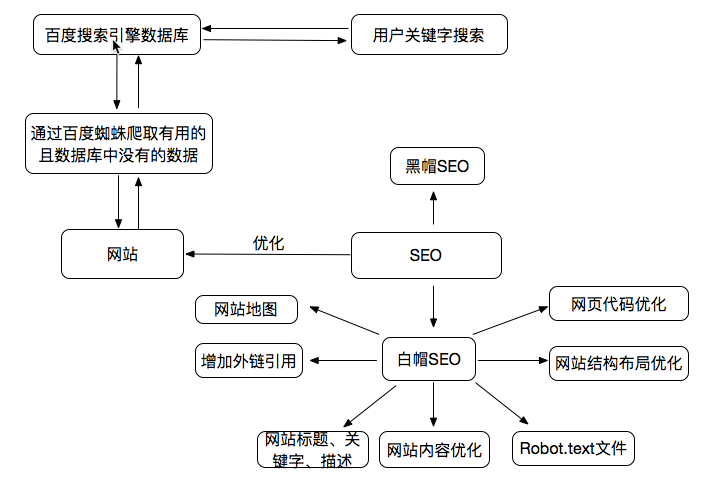 百度搜索引擎数据库
用户关键字搜索
通过百度蜘蛛爬取有用的
且数据库中没有的数据
黑帽SEO
网站
优化
SEO
网站地图
网页代码优化
增加外链引用
白帽SEO
网站结构布局优化
网站标题、关
键字、描述
网站内容优化
Robot.text文件